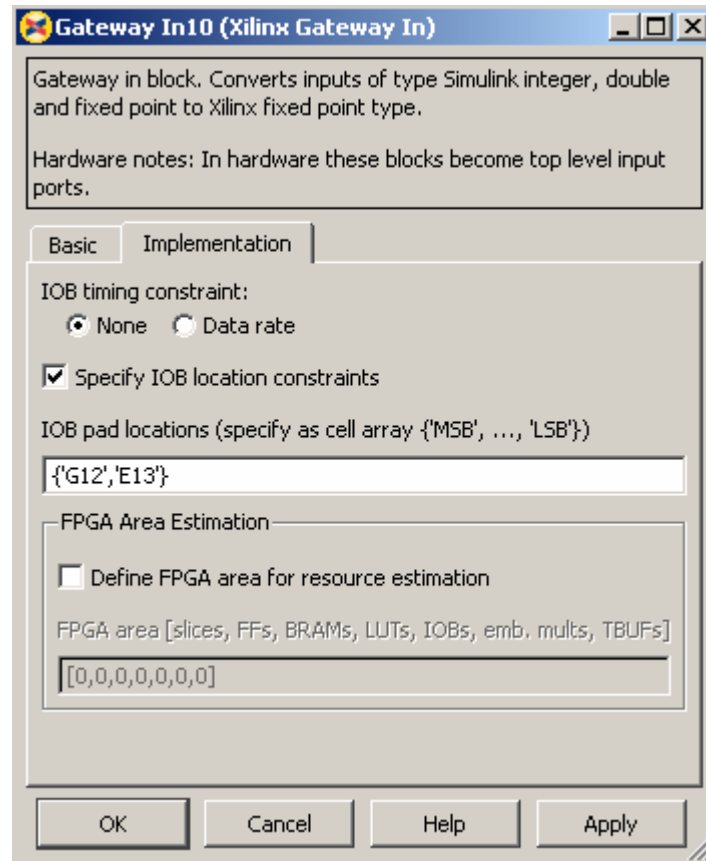 Gateway In10 (Xilinx Gateway In)
Gateway in block. Converts inputs of type Simulink integer, double
and fixed point to Xilinx fixed point type.
Hardware notes: In hardware these blocks become top level input
ports.
Basic Implementation
IOB timing constraint:
None Data rate
Specify IOB location constraints
IOB pad locations (specify as cell array {'MSB', ..., 'LSB'})
{'G12','E13'}
FPGA Area Estimation
Define FPGA area for resource estimation
FPGA area [slices, FFs, BRAMs, LUTs, IOBs, emb. mults, TBUFs]
[0,0,0,0,0,0,0]
OK Cancel Help Apply